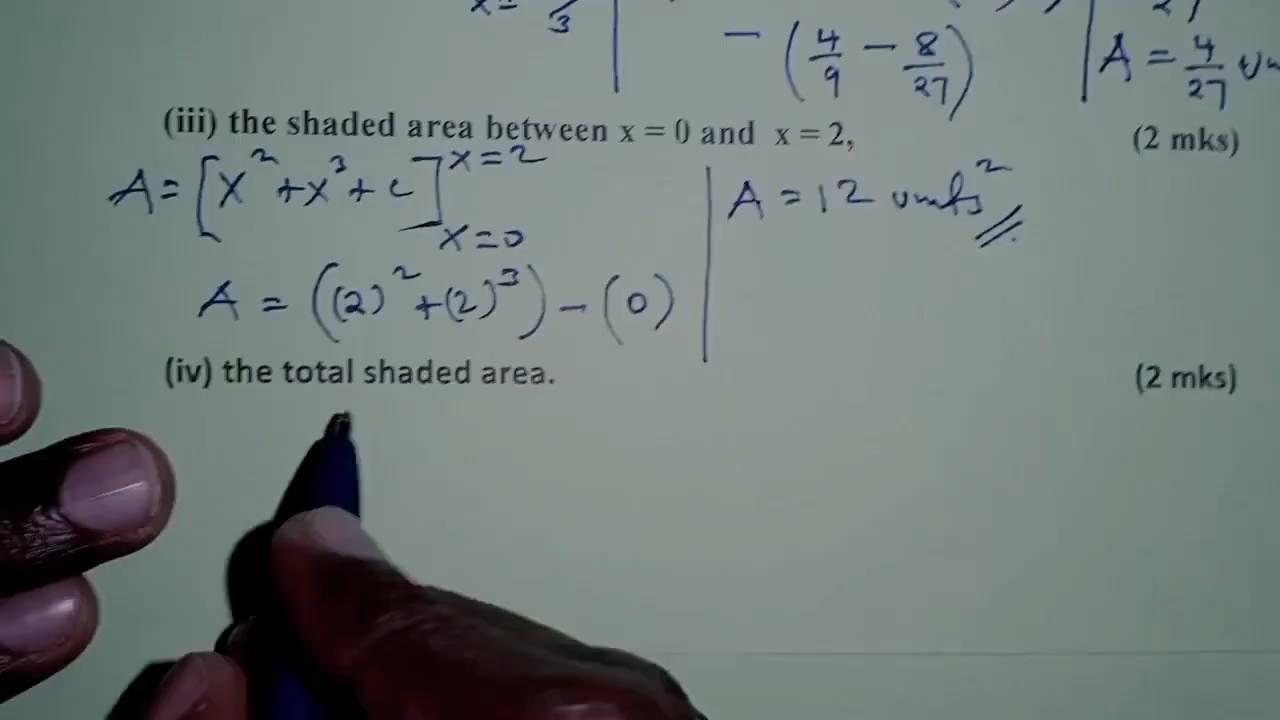 x = /3
− (4/9 − 8/27)
A = 4/27
(iii) the shaded area between x = 0 and x = 2, (2 mks)
A = [x² + x³ + c] x=2 x=0
A = 12 units²
A = ((2)² + (2)³) − (0)
(iv) the total shaded area. (2 mks)